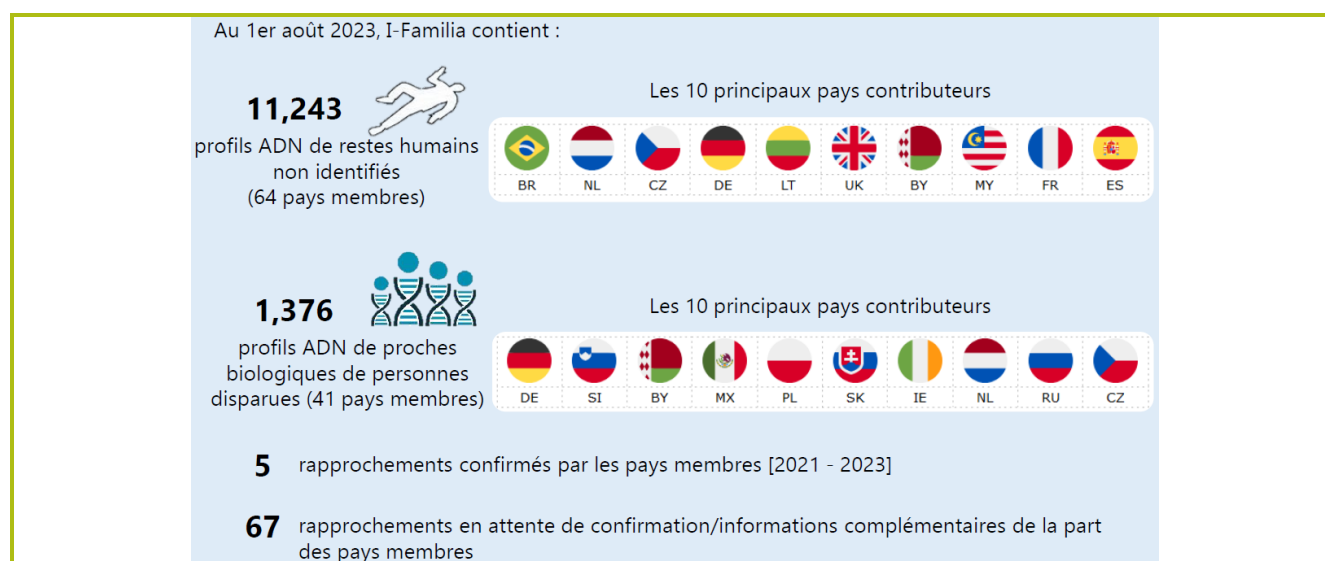 Au 1er août 2023, I-Familia contient :
11,243
profils ADN de restes humains
non identifiés
(64 pays membres)
Les 10 principaux pays contributeurs
BR NL CZ DE LT UK BY MY FR ES
1,376
profils ADN de proches
biologiques de personnes
disparues (41 pays membres)
Les 10 principaux pays contributeurs
DE SI BY MX PL SK IE NL RU CZ
5 rapprochements confirmés par les pays membres [2021 - 2023]
67 rapprochements en attente de confirmation/informations complémentaires de la part
des pays membres